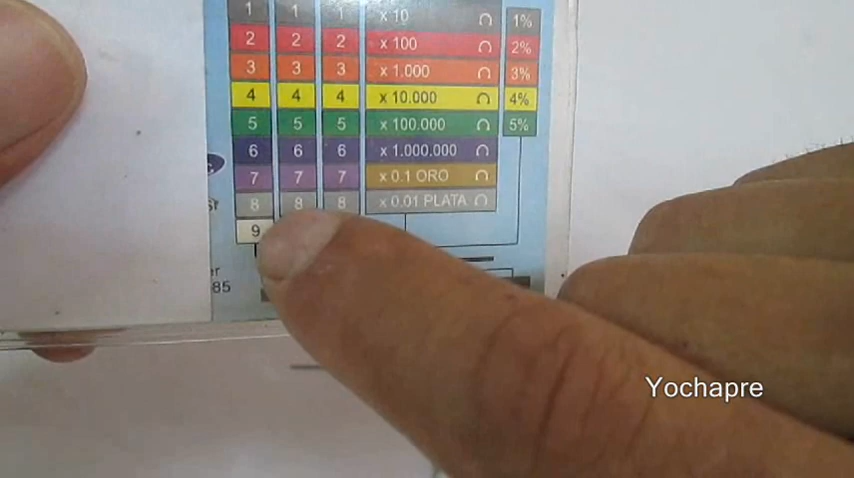 1 1 1 x 10 Ω 1%
2 2 2 x 100 Ω 2%
3 3 3 x 1.000 Ω 3%
4 4 4 x 10.000 Ω 4%
5 5 5 x 100.000 Ω 5%
6 6 6 x 1.000.000 Ω
7 7 7 x 0.1 ORO Ω
8 8 8 x 0.01 PLATA Ω
9
85
Yochapre